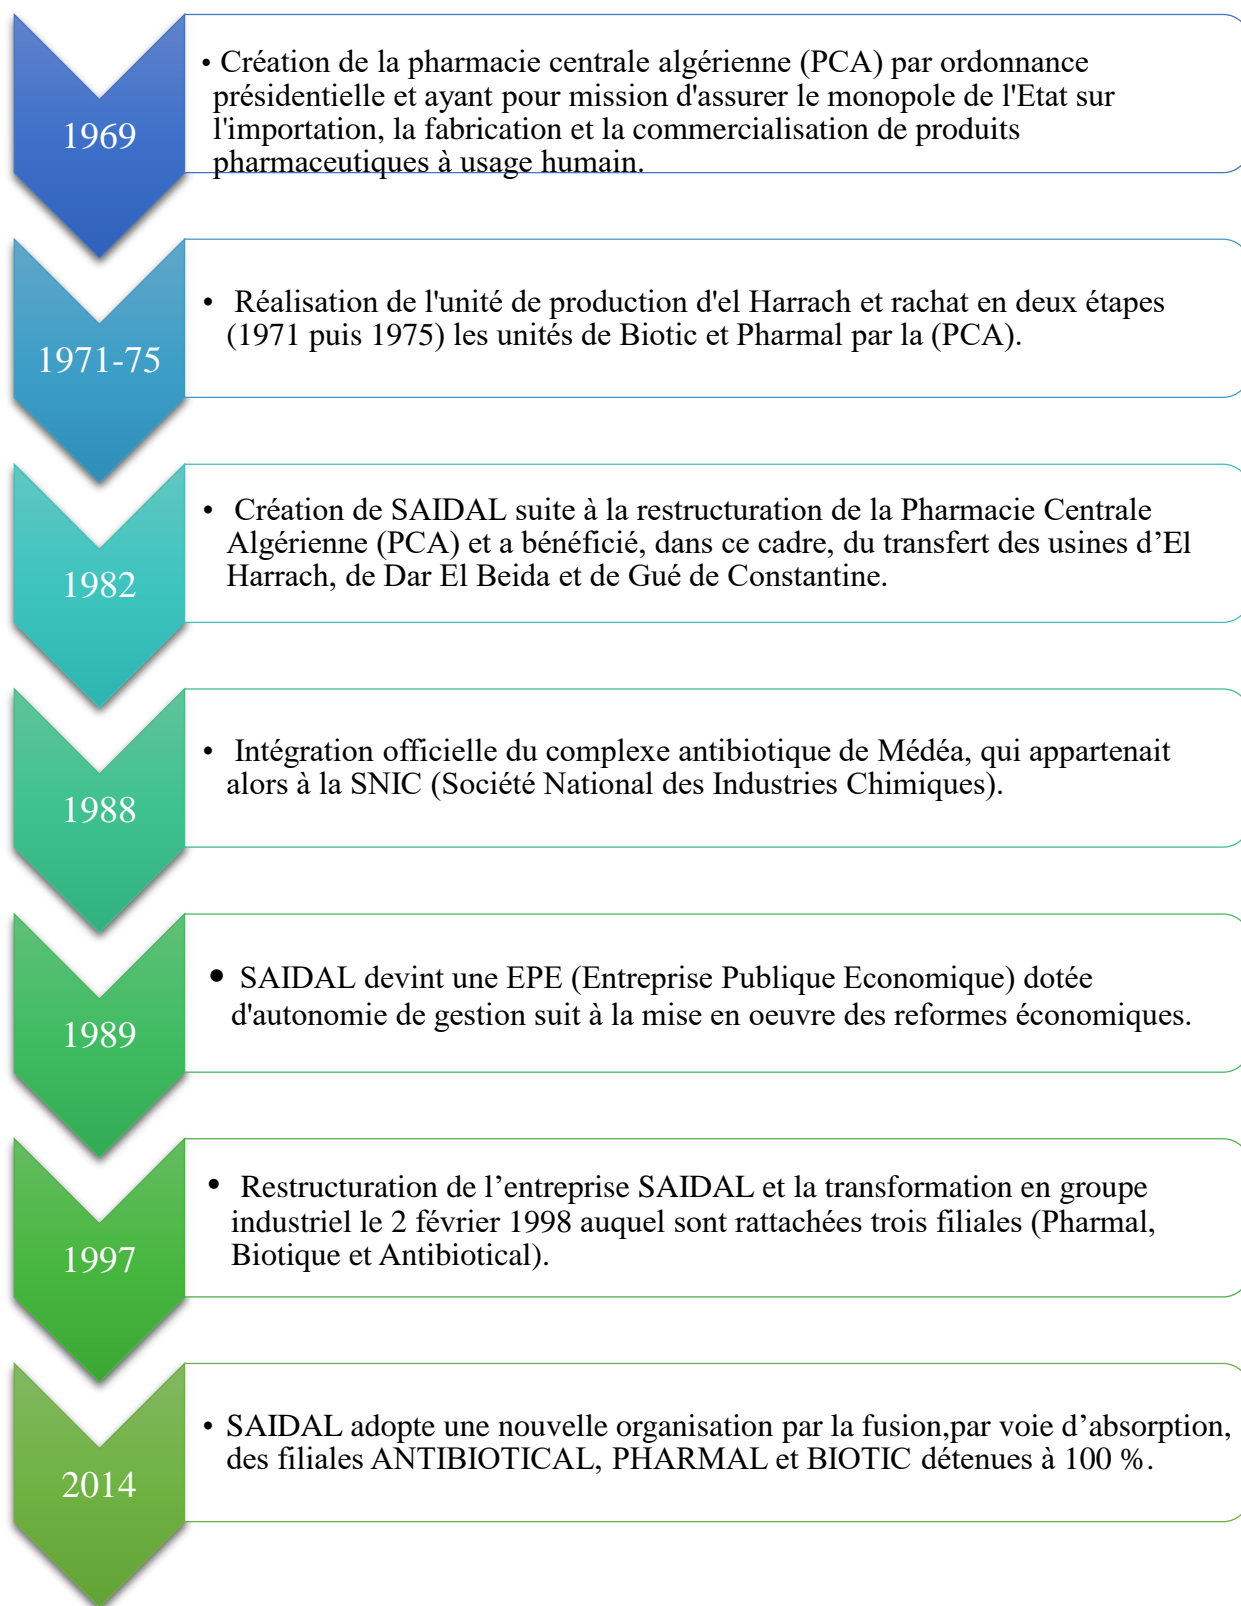 1969
• Création de la pharmacie centrale algérienne (PCA) par ordonnance
présidentielle et ayant pour mission d'assurer le monopole de l'Etat sur
l'importation, la fabrication et la commercialisation de produits
pharmaceutiques à usage humain.
1971-75
• Réalisation de l'unité de production d'el Harrach et rachat en deux étapes
(1971 puis 1975) les unités de Biotic et Pharmal par la (PCA).
1982
• Création de SAIDAL suite à la restructuration de la Pharmacie Centrale
Algérienne (PCA) et a bénéficié, dans ce cadre, du transfert des usines d’El
Harrach, de Dar El Beida et de Gué de Constantine.
1988
• Intégration officielle du complexe antibiotique de Médéa, qui appartenait
alors à la SNIC (Société National des Industries Chimiques).
1989
• SAIDAL devint une EPE (Entreprise Publique Economique) dotée
d'autonomie de gestion suit à la mise en oeuvre des reformes économiques.
1997
• Restructuration de l’entreprise SAIDAL et la transformation en groupe
industriel le 2 février 1998 auquel sont rattachées trois filiales (Pharmal,
Biotique et Antibiotical).
2014
• SAIDAL adopte une nouvelle organisation par la fusion,par voie d’absorption,
des filiales ANTIBIOTICAL, PHARMAL et BIOTIC détenues à 100 %.